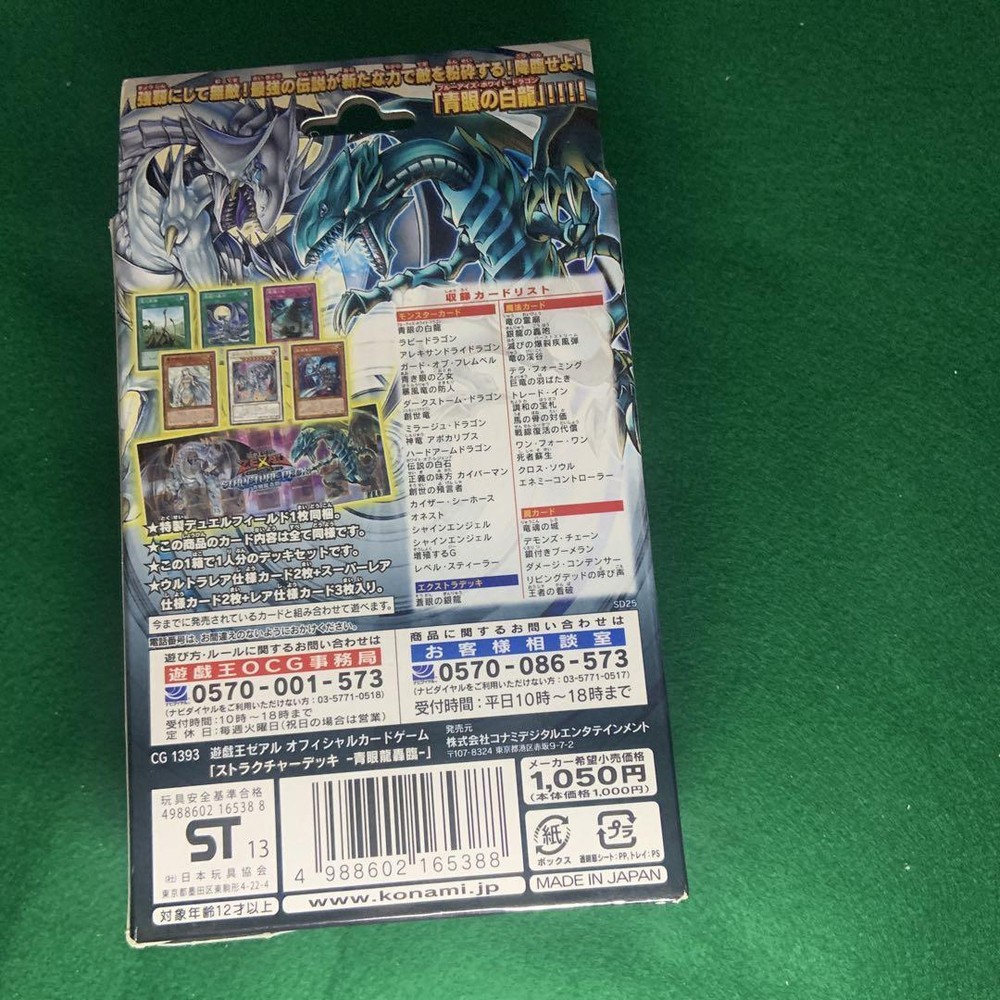 強靭にして無敵！最強の伝説が新たな力で敵を粉砕する！降臨せよ！
ブルーアイズ・ホワイト・ドラゴン
「青眼の白龍」！！！！
収録カードリスト
モンスターカード
青眼の白龍
ラビードラゴン
アレキサンドライドラゴン
ガード・オブ・フレムベル
青き眼の乙女
暴風竜の防人
ダークストーム・ドラゴン
創世竜
ミラージュ・ドラゴン
神竜 アポカリプス
ハードアームドラゴン
伝説の白石
正義の味方 カイバーマン
創世の預言者
カイザー・シーホース
オネスト
シャインエンジェル
シャインエンジェル
増殖するG
レベル・スティーラー
エクストラデッキ
蒼眼の銀龍
魔法カード
竜の霊廟
銀龍の轟咆
滅びの爆裂疾風弾
竜の渓谷
テラ・フォーミング
巨竜の羽ばたき
トレード・イン
調和の宝札
馬の骨の対価
戦線復活の代償
ワン・フォー・ワン
死者蘇生
クロス・ソウル
エネミーコントローラー
罠カード
竜魂の城
デモンズ・チェーン
鎖付きブーメラン
ダメージ・コンデンサー
リビングデッドの呼び声
王者の看破
SD25
★特製デュエルフィールド1枚同梱。
★この商品のカード内容は全て同様です。
★この1箱で1人分のデッキセットです。
★ウルトラレア仕様カード2枚+スーパーレア
仕様カード2枚+レア仕様カード3枚入り。
今までに発売されているカードと組み合わせて遊べます。
電話番号は、お間違えのないようにおかけください。
遊び方・ルールに関するお問い合わせは
遊戯王OCG事務局
0570-001-573
(ナビダイヤルをご利用いただけない方：03-5771-0518)
受付時間：10時〜18時まで
定休日：毎週火曜日(祝日の場合は営業)
商品に関するお問い合わせは
お客様相談室
0570-086-573
(ナビダイヤルをご利用いただけない方：03-5771-0517)
受付時間：平日10時〜18時まで
CG 1393 遊戯王ゼアル オフィシャルカードゲーム
「ストラクチャーデッキ -青眼龍轟臨-」
発売元
株式会社コナミデジタルエンタテインメント
〒107-8324 東京都港区赤坂9-7-2
メーカー希望小売価格
1,050円
(本体価格1,000円)
玩具安全基準合格
4988602 16538 8
ST 13
(社)日本玩具協会
東京都墨田区東駒形4-22-4
対象年齢12才以上
4 988602 165388
www.konami.jp
紙
ボックス
プラ
MADE IN JAPAN